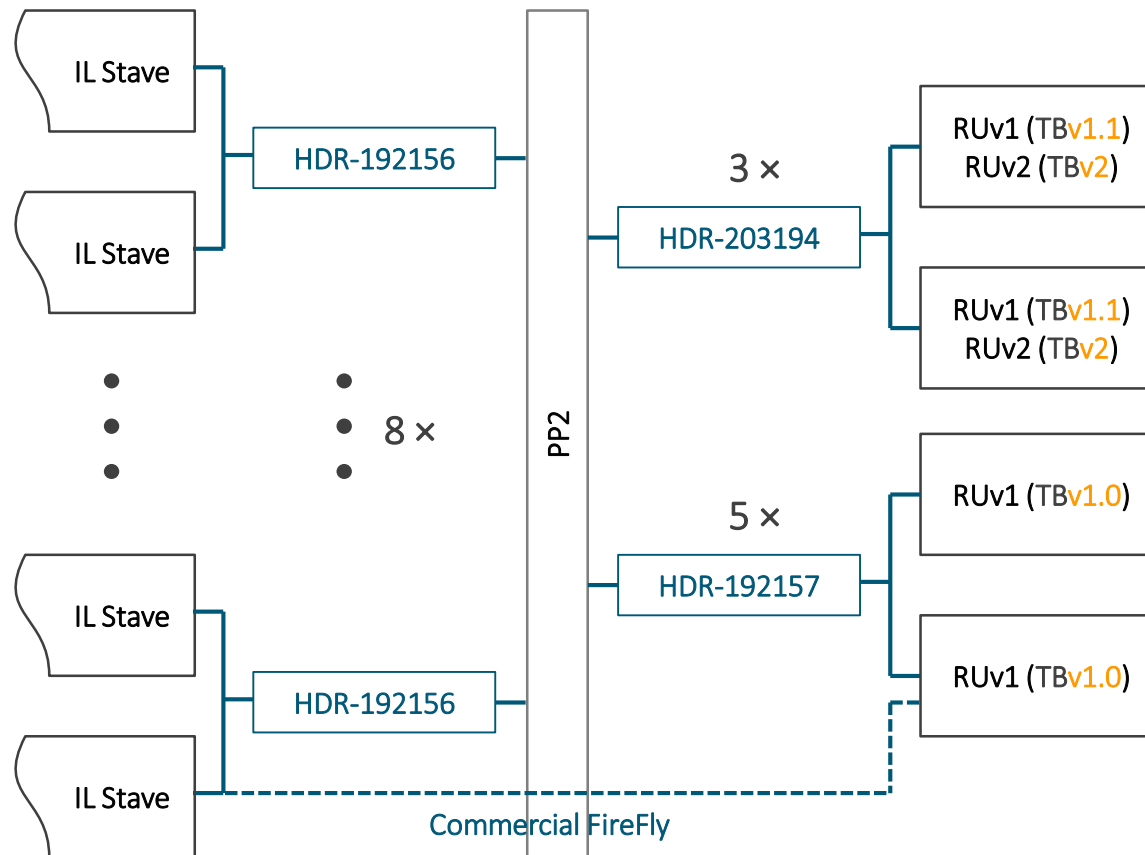 IL Stave
HDR-192156
IL Stave
8 ×
IL Stave
HDR-192156
IL Stave
PP2
3 ×
HDR-203194
RUv1 (TBv1.1)
RUv2 (TBv2)
RUv1 (TBv1.1)
RUv2 (TBv2)
5 ×
HDR-192157
RUv1 (TBv1.0)
RUv1 (TBv1.0)
Commercial FireFly